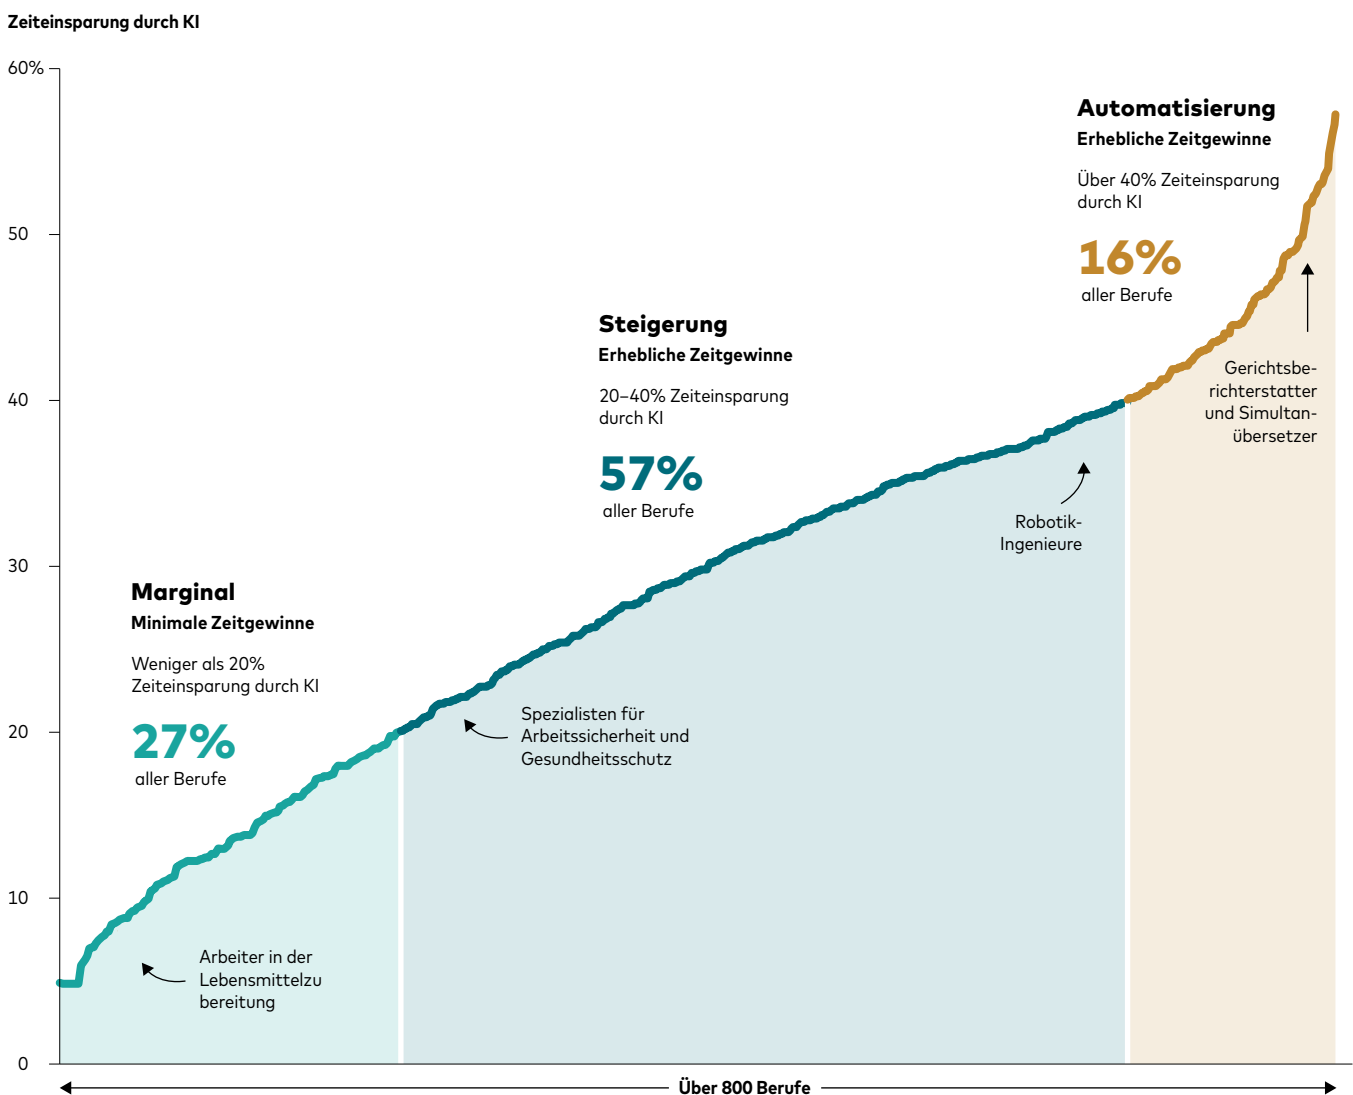 Zeiteinsparung durch KI
60%
50
40
30
20
10
0
Automatisierung
Erhebliche Zeitgewinne
Über 40% Zeiteinsparung
durch KI
16%
aller Berufe
Gerichtsbe-
richterstatter
und Simultan-
übersetzer
Steigerung
Erhebliche Zeitgewinne
20–40% Zeiteinsparung
durch KI
57%
aller Berufe
Robotik-
Ingenieure
Marginal
Minimale Zeitgewinne
Weniger als 20%
Zeiteinsparung durch KI
27%
aller Berufe
Spezialisten für
Arbeitssicherheit und
Gesundheitsschutz
Arbeiter in der
Lebensmittelzu
bereitung
Über 800 Berufe